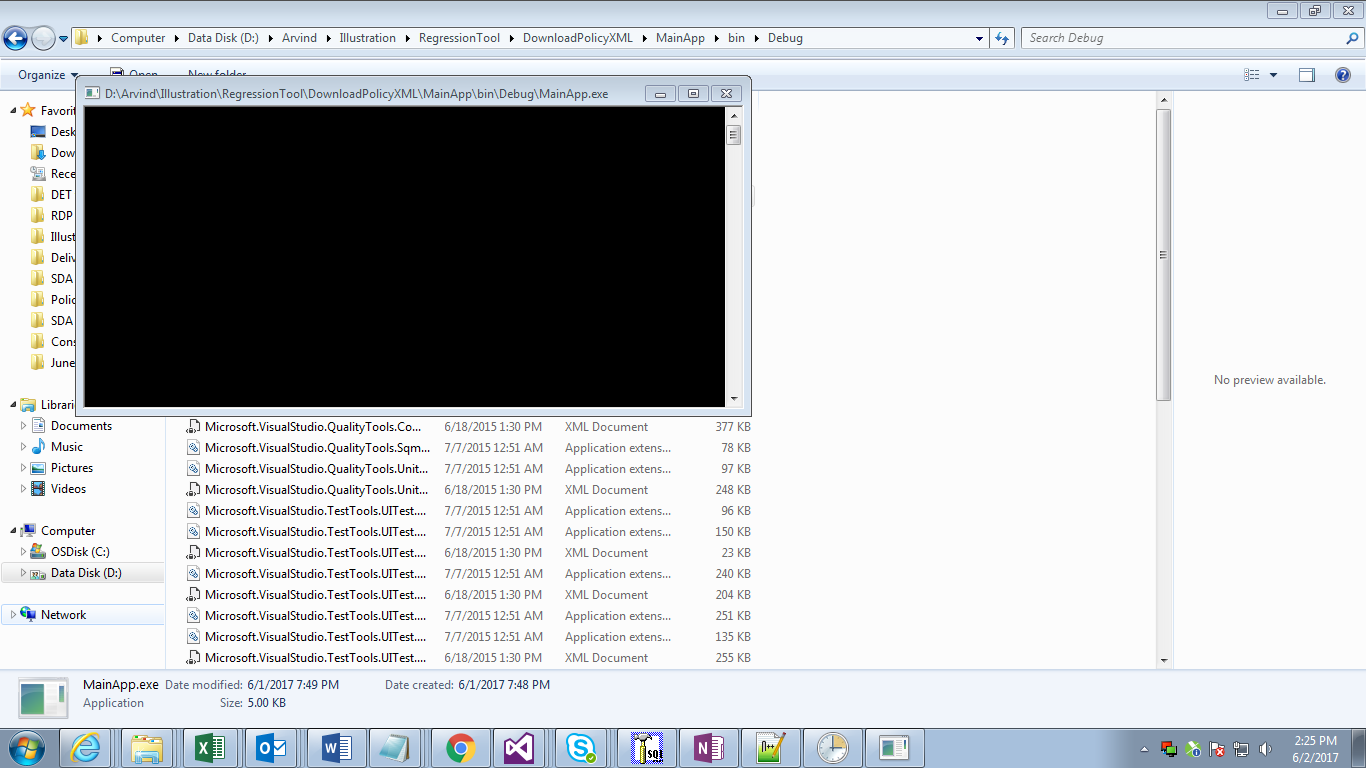 Computer Data Disk (D:) Arvind Illustration RegressionTool DownloadPolicyXML MainApp bin Debug
Search Debug
Organize Open New folder
D:\Arvind\Illustration\RegressionTool\DownloadPolicyXML\MainApp\bin\Debug\MainApp.exe
Favorit
Desk
Dow
Rece
DET
RDP
Illust
Deliv
SDA
Polic
SDA
Cons
June
Librari
Documents
Music
Pictures
Videos
Computer
OSDisk (C:)
Data Disk (D:)
Network
Microsoft.VisualStudio.QualityTools.Co... 6/18/2015 1:30 PM XML Document 377 KB
Microsoft.VisualStudio.QualityTools.Sqm... 7/7/2015 12:51 AM Application extens... 78 KB
Microsoft.VisualStudio.QualityTools.Unit... 7/7/2015 12:51 AM Application extens... 97 KB
Microsoft.VisualStudio.QualityTools.Unit... 6/18/2015 1:30 PM XML Document 248 KB
Microsoft.VisualStudio.TestTools.UITest.... 7/7/2015 12:51 AM Application extens... 96 KB
Microsoft.VisualStudio.TestTools.UITest.... 7/7/2015 12:51 AM Application extens... 150 KB
Microsoft.VisualStudio.TestTools.UITest.... 6/18/2015 1:30 PM XML Document 23 KB
Microsoft.VisualStudio.TestTools.UITest.... 7/7/2015 12:51 AM Application extens... 240 KB
Microsoft.VisualStudio.TestTools.UITest.... 6/18/2015 1:30 PM XML Document 204 KB
Microsoft.VisualStudio.TestTools.UITest.... 7/7/2015 12:51 AM Application extens... 251 KB
Microsoft.VisualStudio.TestTools.UITest.... 7/7/2015 12:51 AM Application extens... 135 KB
Microsoft.VisualStudio.TestTools.UITest.... 6/18/2015 1:30 PM XML Document 255 KB
No preview available.
MainApp.exe Date modified: 6/1/2017 7:49 PM Date created: 6/1/2017 7:48 PM
Application Size: 5.00 KB
2:25 PM
6/2/2017